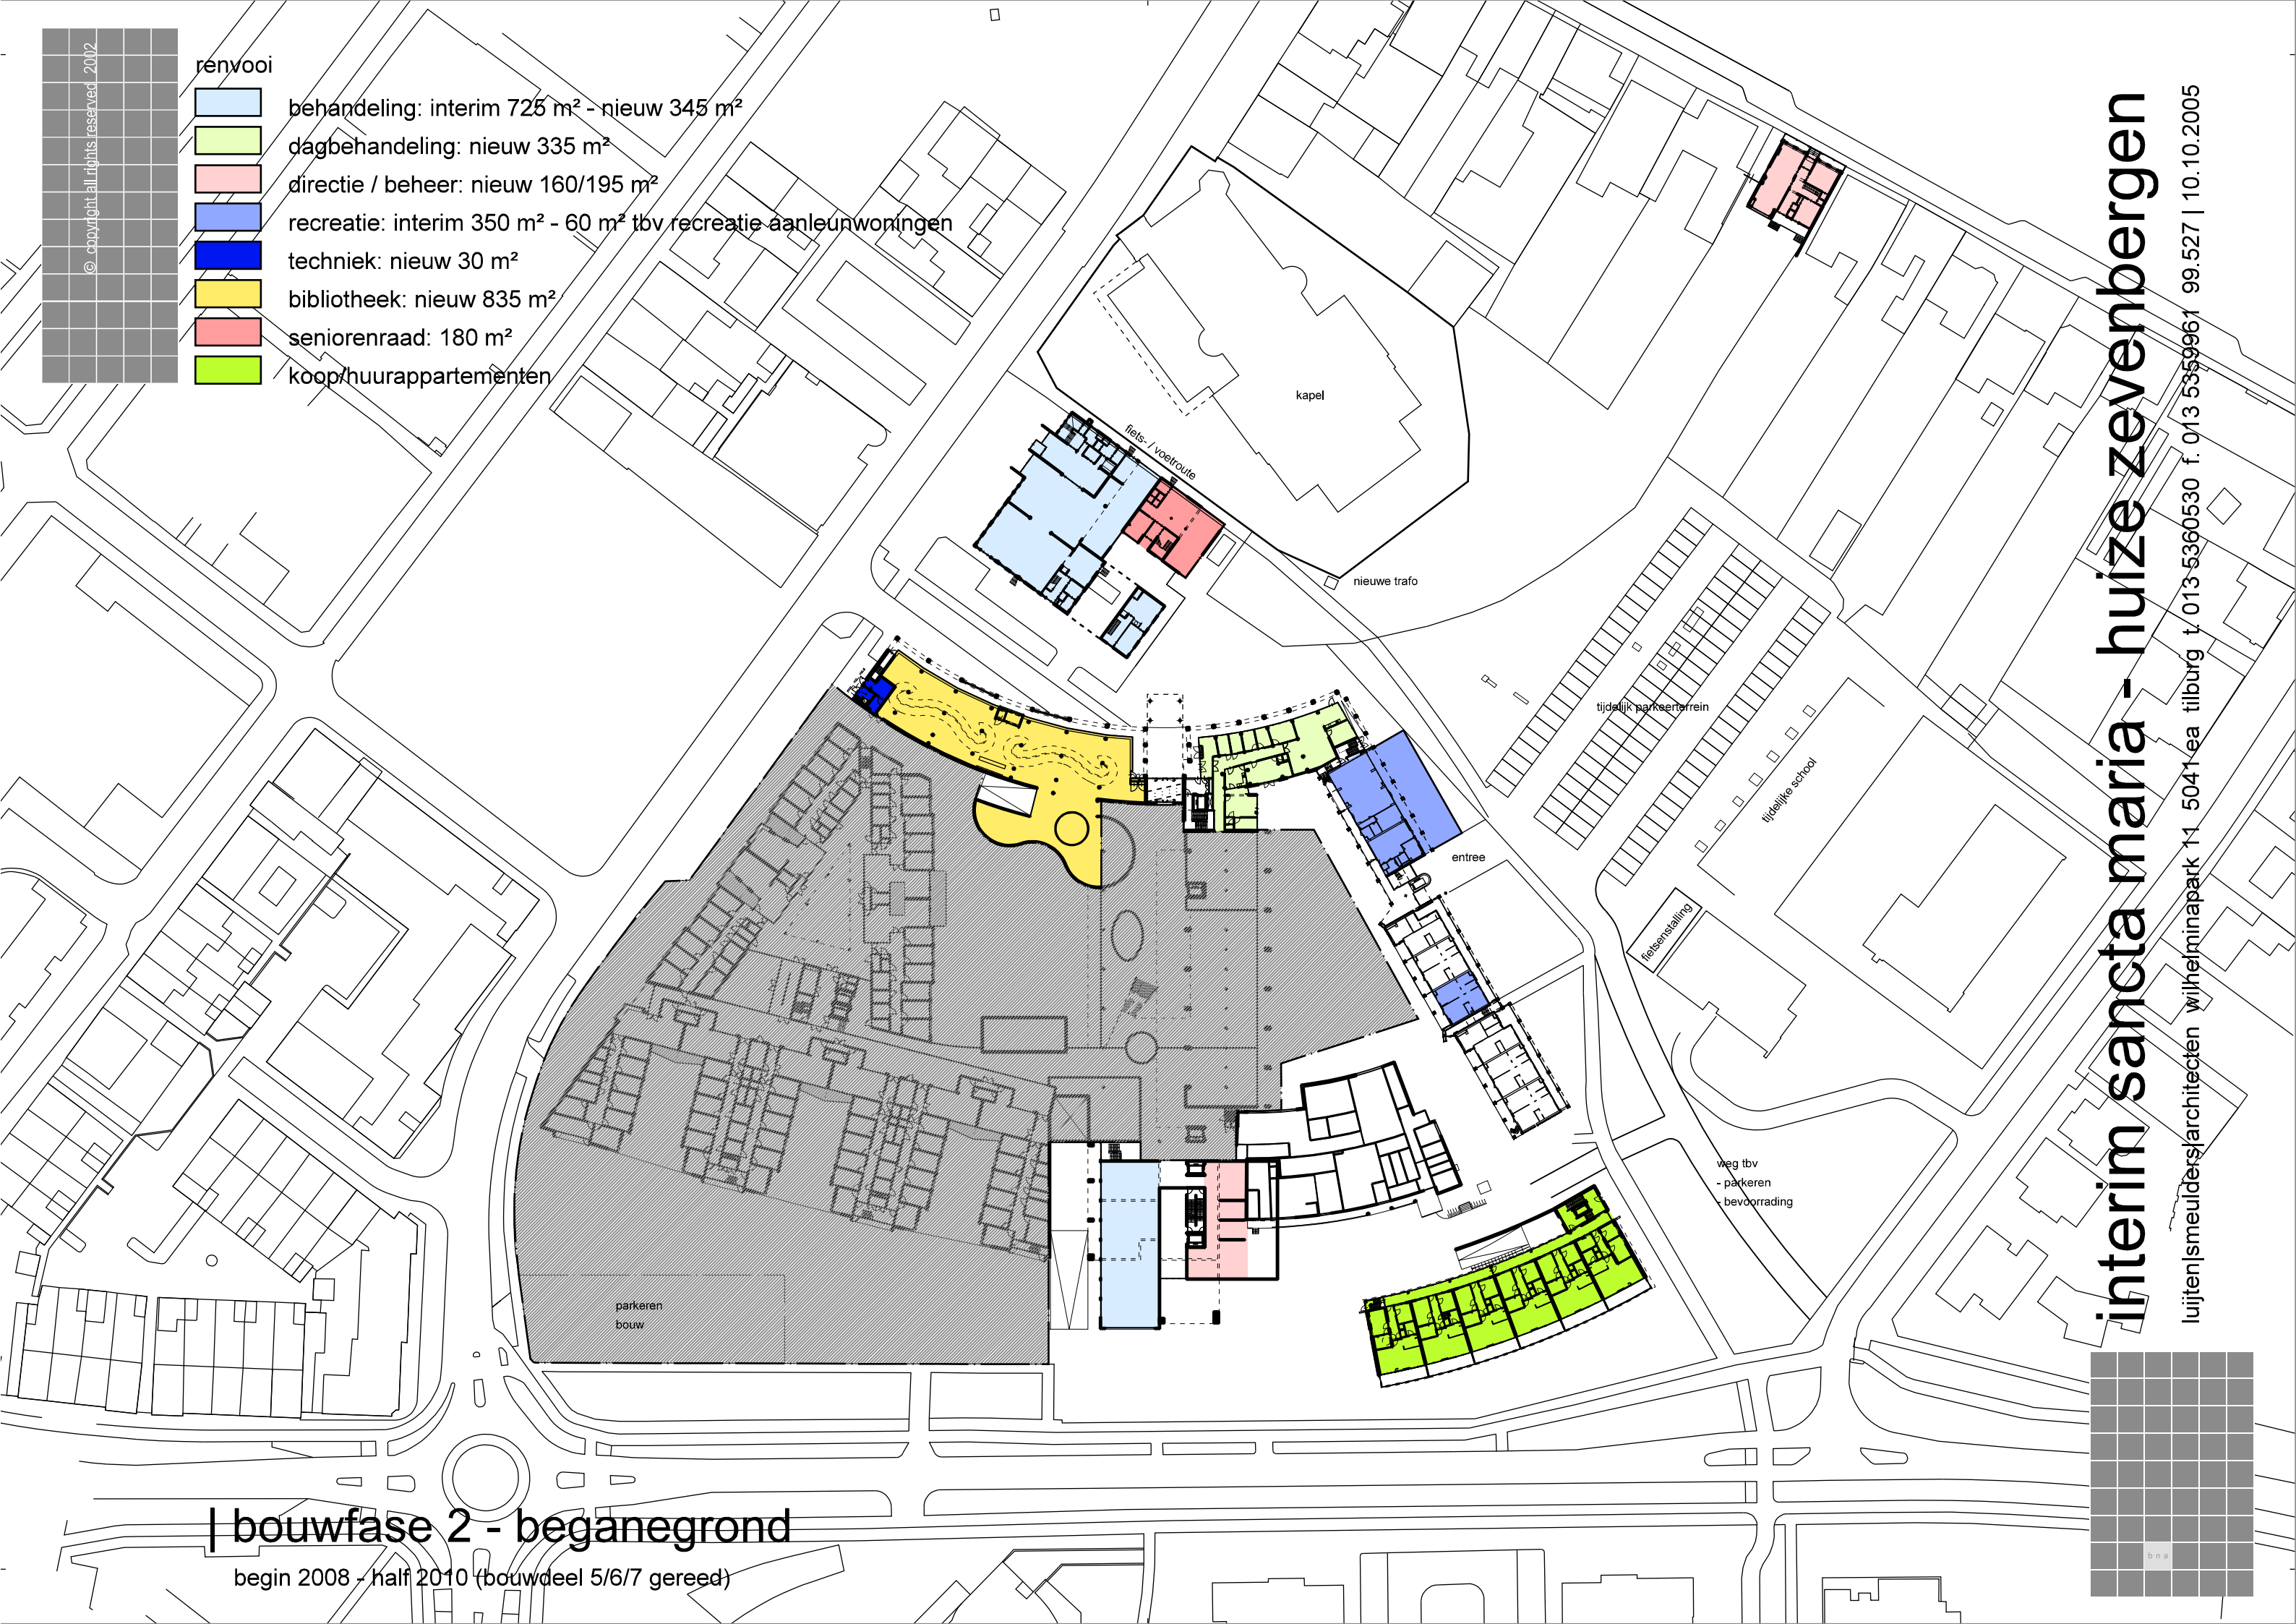 © copyright all rights reserved 2002
renvooi
behandeling: interim 725 m² - nieuw 345 m²
dagbehandeling: nieuw 335 m²
directie / beheer: nieuw 160/195 m²
recreatie: interim 350 m² - 60 m² tbv recreatie aanleunwoningen
techniek: nieuw 30 m²
bibliotheek: nieuw 835 m²
seniorenraad: 180 m²
koop/huurappartementen
kapel
fiets- / voetroute
nieuwe trafo
tijdelijk parkeerterrein
tijdelijke school
entree
fietsenstalling
weg tbv
- parkeren
- bevoorrading
parkeren
bouw
| bouwfase 2 - beganegrond
begin 2008 - half 2010 (bouwdeel 5/6/7 gereed)
interim sancta maria - huize zevenbergen
luijten|smeulders|architecten wilhelminapark 11 5041 ea tilburg t. 013 5360530 f. 013 5359961 99.527 | 10.10.2005
bna